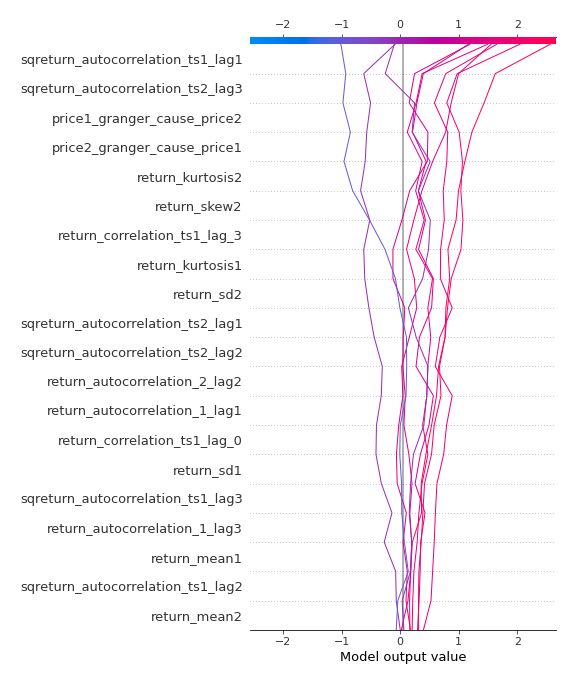 −2 −1 0 1 2
sqreturn_autocorrelation_ts1_lag1
sqreturn_autocorrelation_ts2_lag3
price1_granger_cause_price2
price2_granger_cause_price1
return_kurtosis2
return_skew2
return_correlation_ts1_lag_3
return_kurtosis1
return_sd2
sqreturn_autocorrelation_ts2_lag1
sqreturn_autocorrelation_ts2_lag2
return_autocorrelation_2_lag2
return_autocorrelation_1_lag1
return_correlation_ts1_lag_0
return_sd1
sqreturn_autocorrelation_ts1_lag3
return_autocorrelation_1_lag3
return_mean1
sqreturn_autocorrelation_ts1_lag2
return_mean2
−2 −1 0 1 2
Model output value